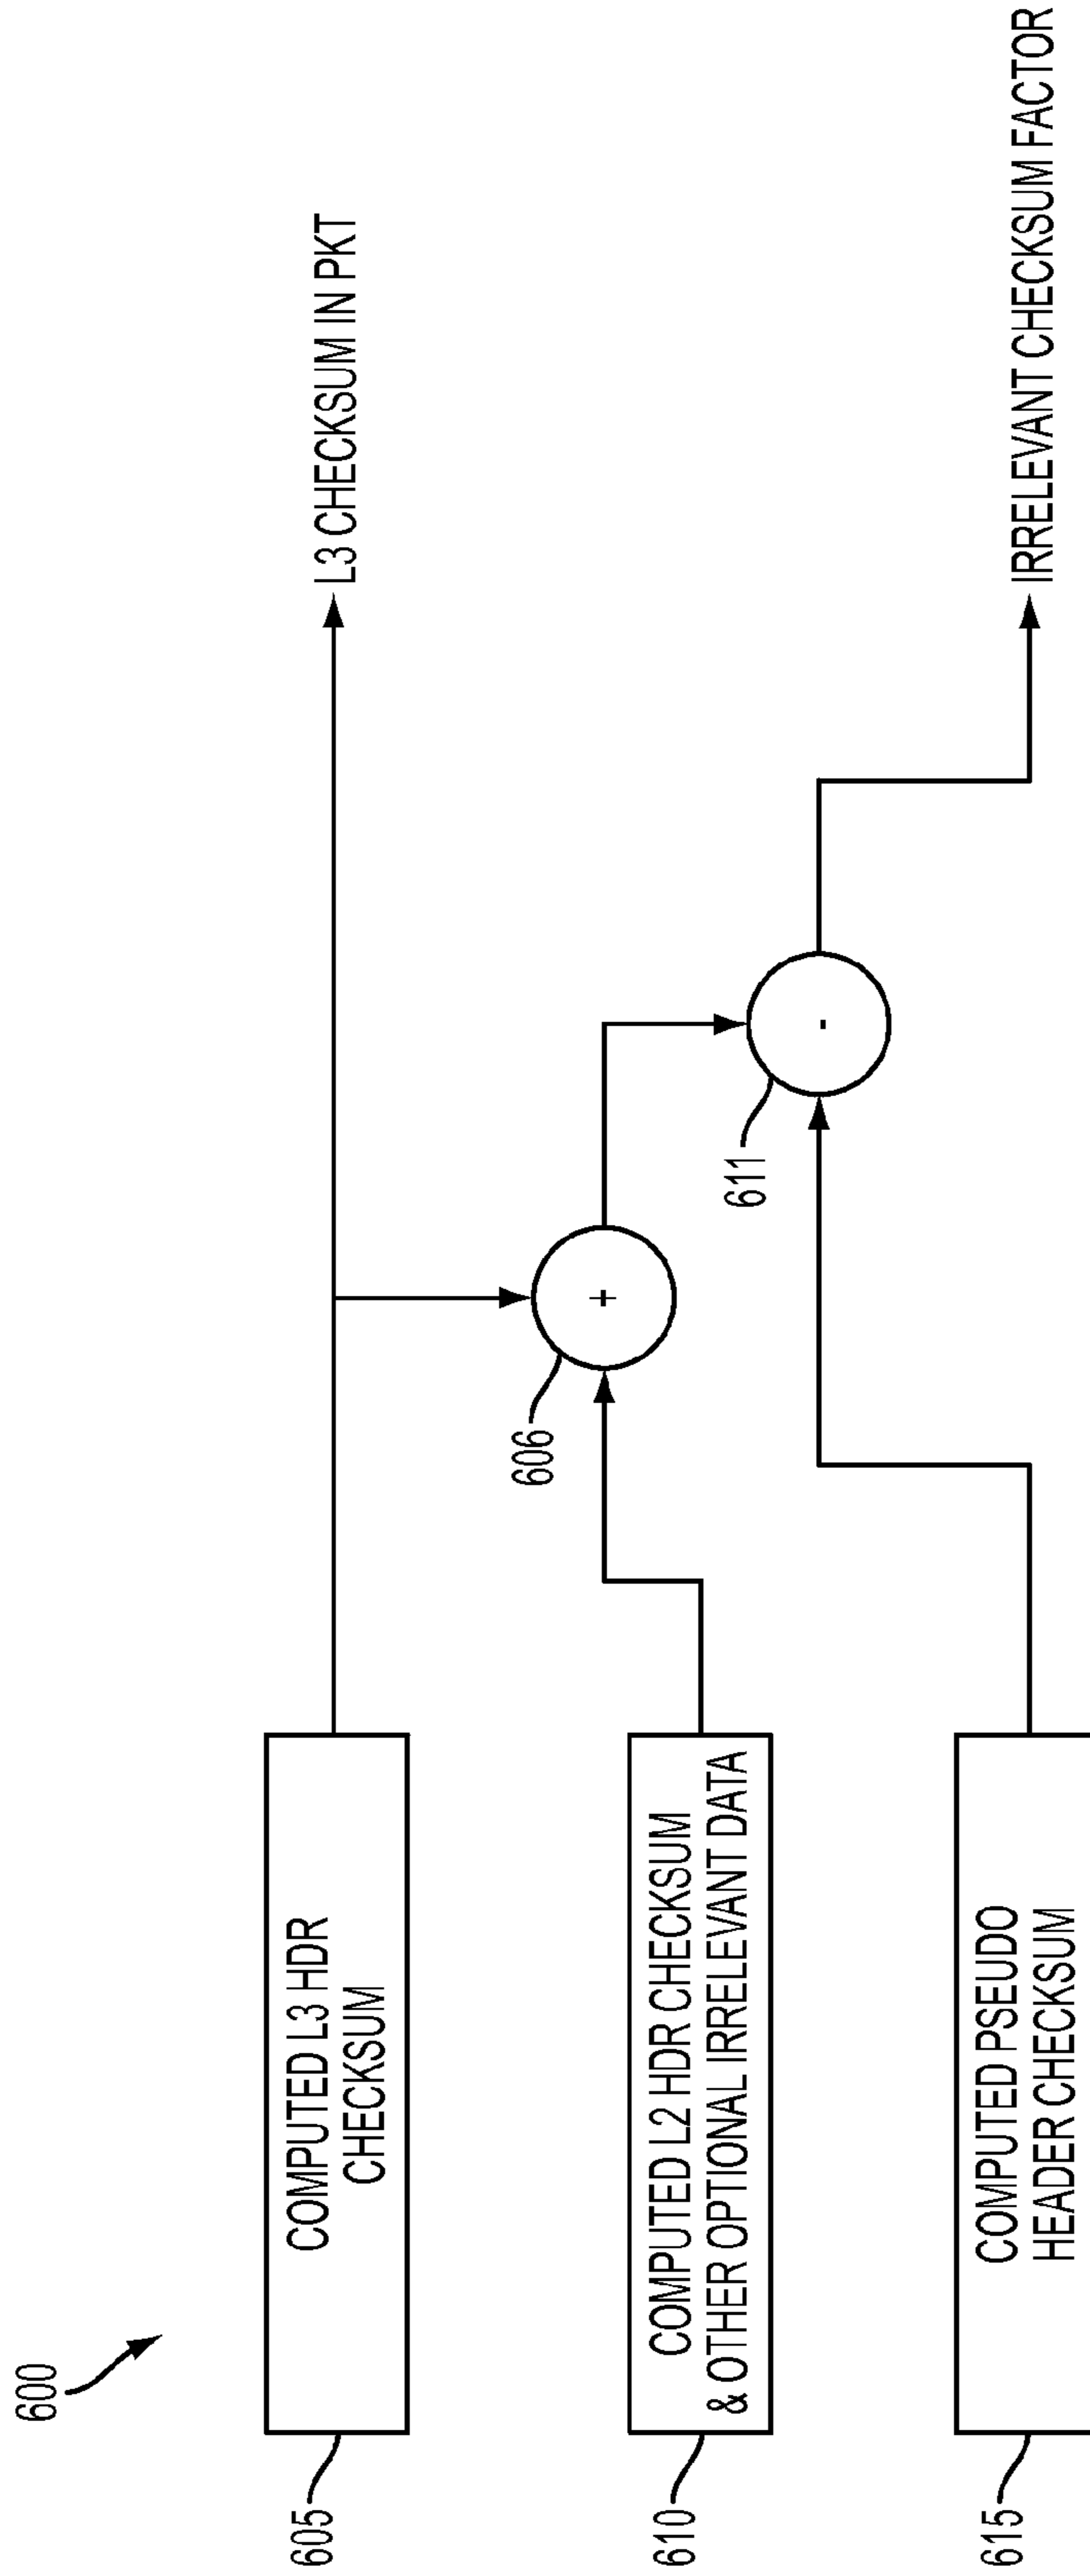 600
605
COMPUTED L3 HDR
CHECKSUM
L3 CHECKSUM IN PKT
606
+
610
COMPUTED L2 HDR CHECKSUM
& OTHER OPTIONAL IRRELEVANT DATA
611
-
615
COMPUTED PSEUDO
HEADER CHECKSUM
IRRELEVANT CHECKSUM FACTOR